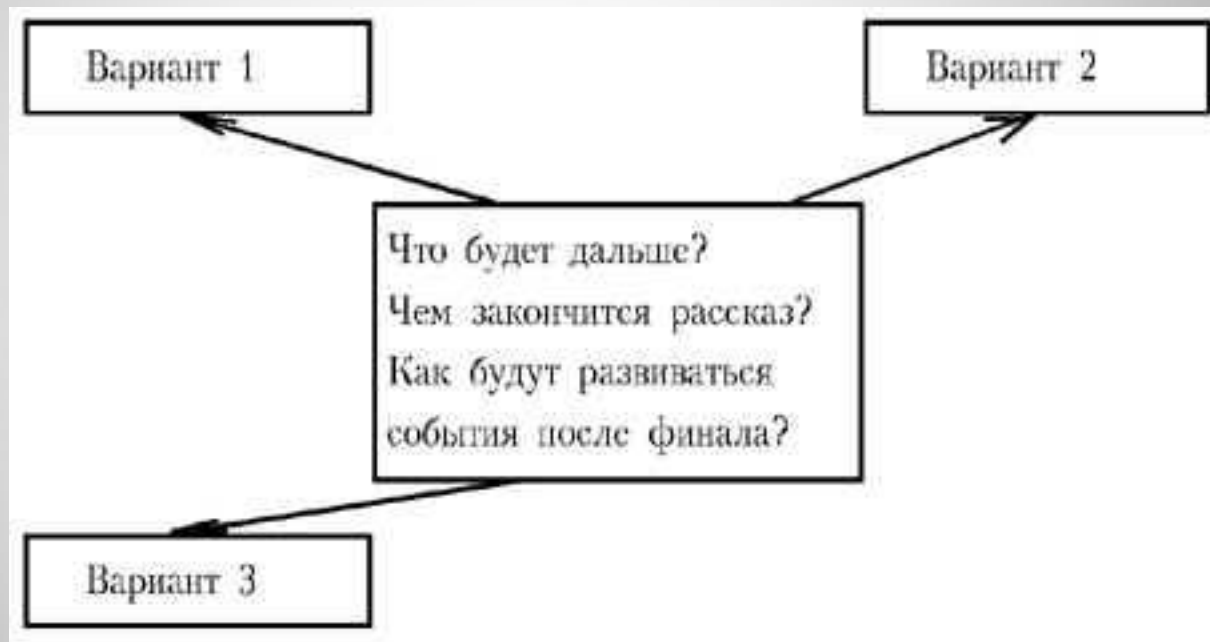 Вариант 1
Вариант 2
Что будет дальше?
Чем закончится рассказ?
Как будут развиваться
события после финала?
Вариант 3